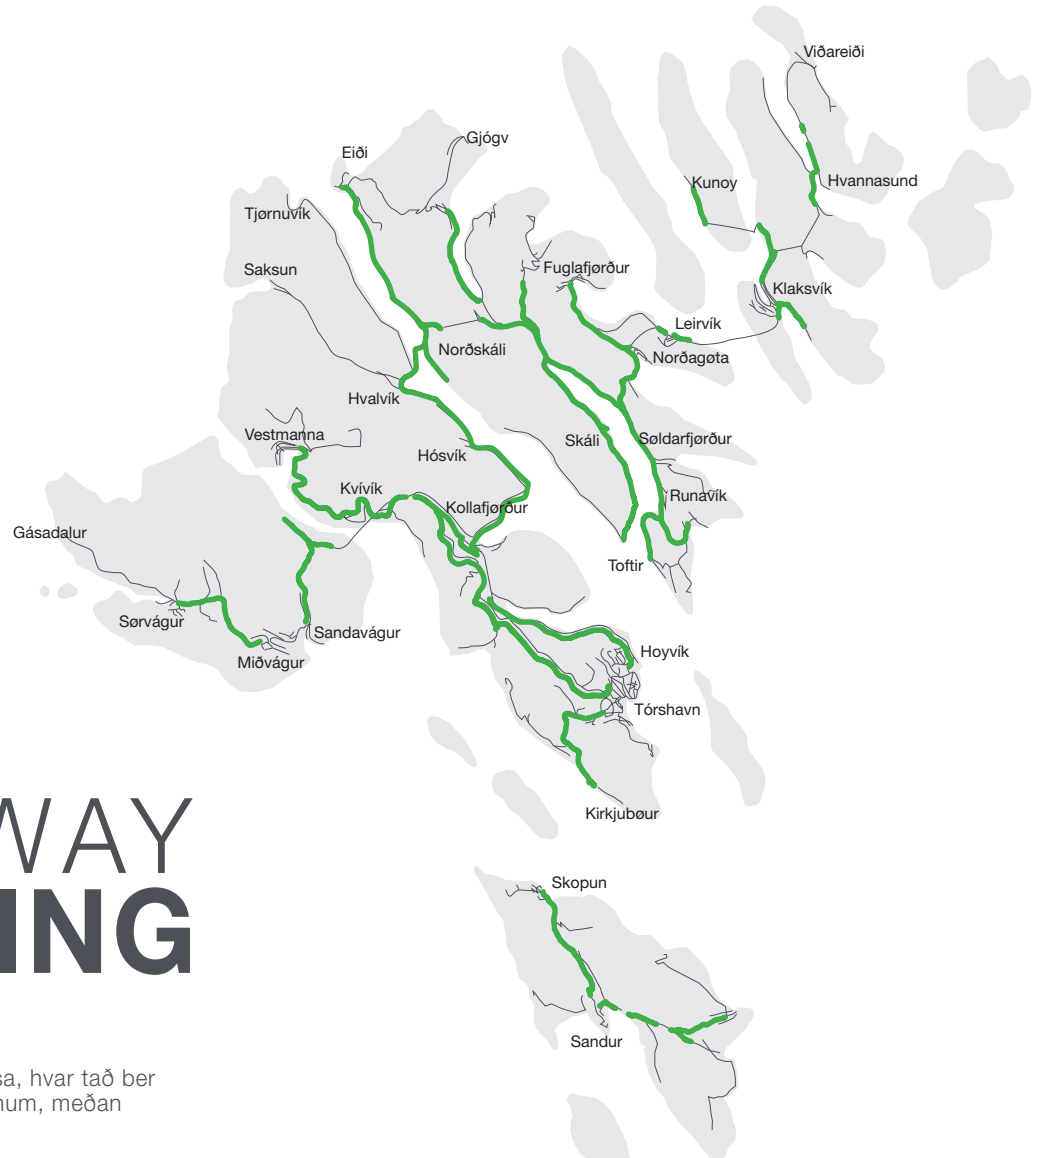 Viðareiði
Gjógv
Eiði
Kunoy
Hvannasund
Tjørnuvík
Saksun
Fuglafjørður
Klaksvík
Leirvík
Norðskáli
Norðagøta
Hvalvík
Vestmanna
Skáli
Søldarfjørður
Hósvík
Kvívík
Runavík
Kollafjørður
Gásadalur
Toftir
Sørvágur
Sandavágur
Hoyvík
Miðvágur
Tórshavn
Kirkjubøur
WAY
ING
Skopun
Sandur
sa, hvar tað ber
num, meðan